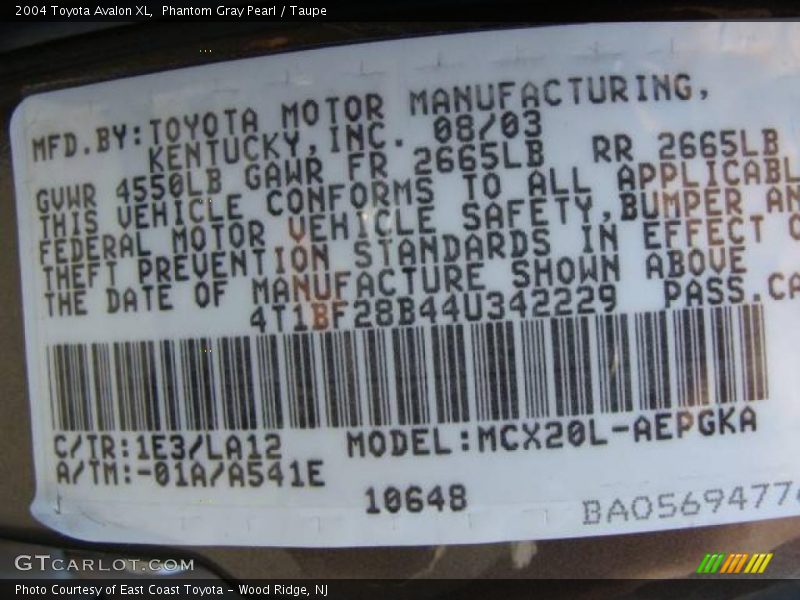 2004 Toyota Avalon XL,  Phantom Gray Pearl / Taupe
MFD.BY:TOYOTA MOTOR MANUFACTURING,
KENTUCKY,INC. 08/03
GVWR 4550LB GAWR FR 2665LB RR 2665LB
THIS VEHICLE CONFORMS TO ALL APPLICABL
FEDERAL MOTOR VEHICLE SAFETY,BUMPER AN
THEFT PREVENTION STANDARDS IN EFFECT O
THE DATE OF MANUFACTURE SHOWN ABOVE
4T1BF28B44U342229 PASS.CA
C/TR:1E3/LA12 MODEL:MCX20L-AEPGKA
A/TM:-01A/A541E
10648 BA0569477
GTCARLOT.COM
Photo Courtesy of East Coast Toyota - Wood Ridge, NJ